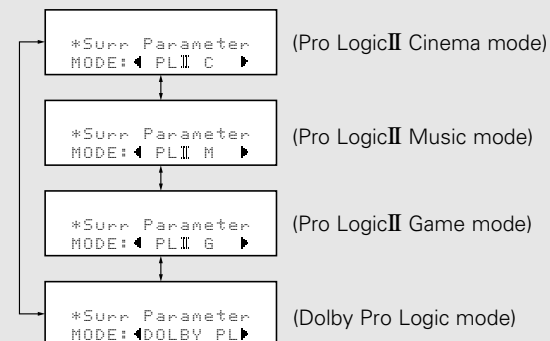 *Surr Parameter
MODE:◀ PLⅡ C ▶
(Pro LogicⅡ Cinema mode)
*Surr Parameter
MODE:◀ PLⅡ M ▶
(Pro LogicⅡ Music mode)
*Surr Parameter
MODE:◀ PLⅡ G ▶
(Pro LogicⅡ Game mode)
*Surr Parameter
MODE:◀DOLBY PL▶
(Dolby Pro Logic mode)